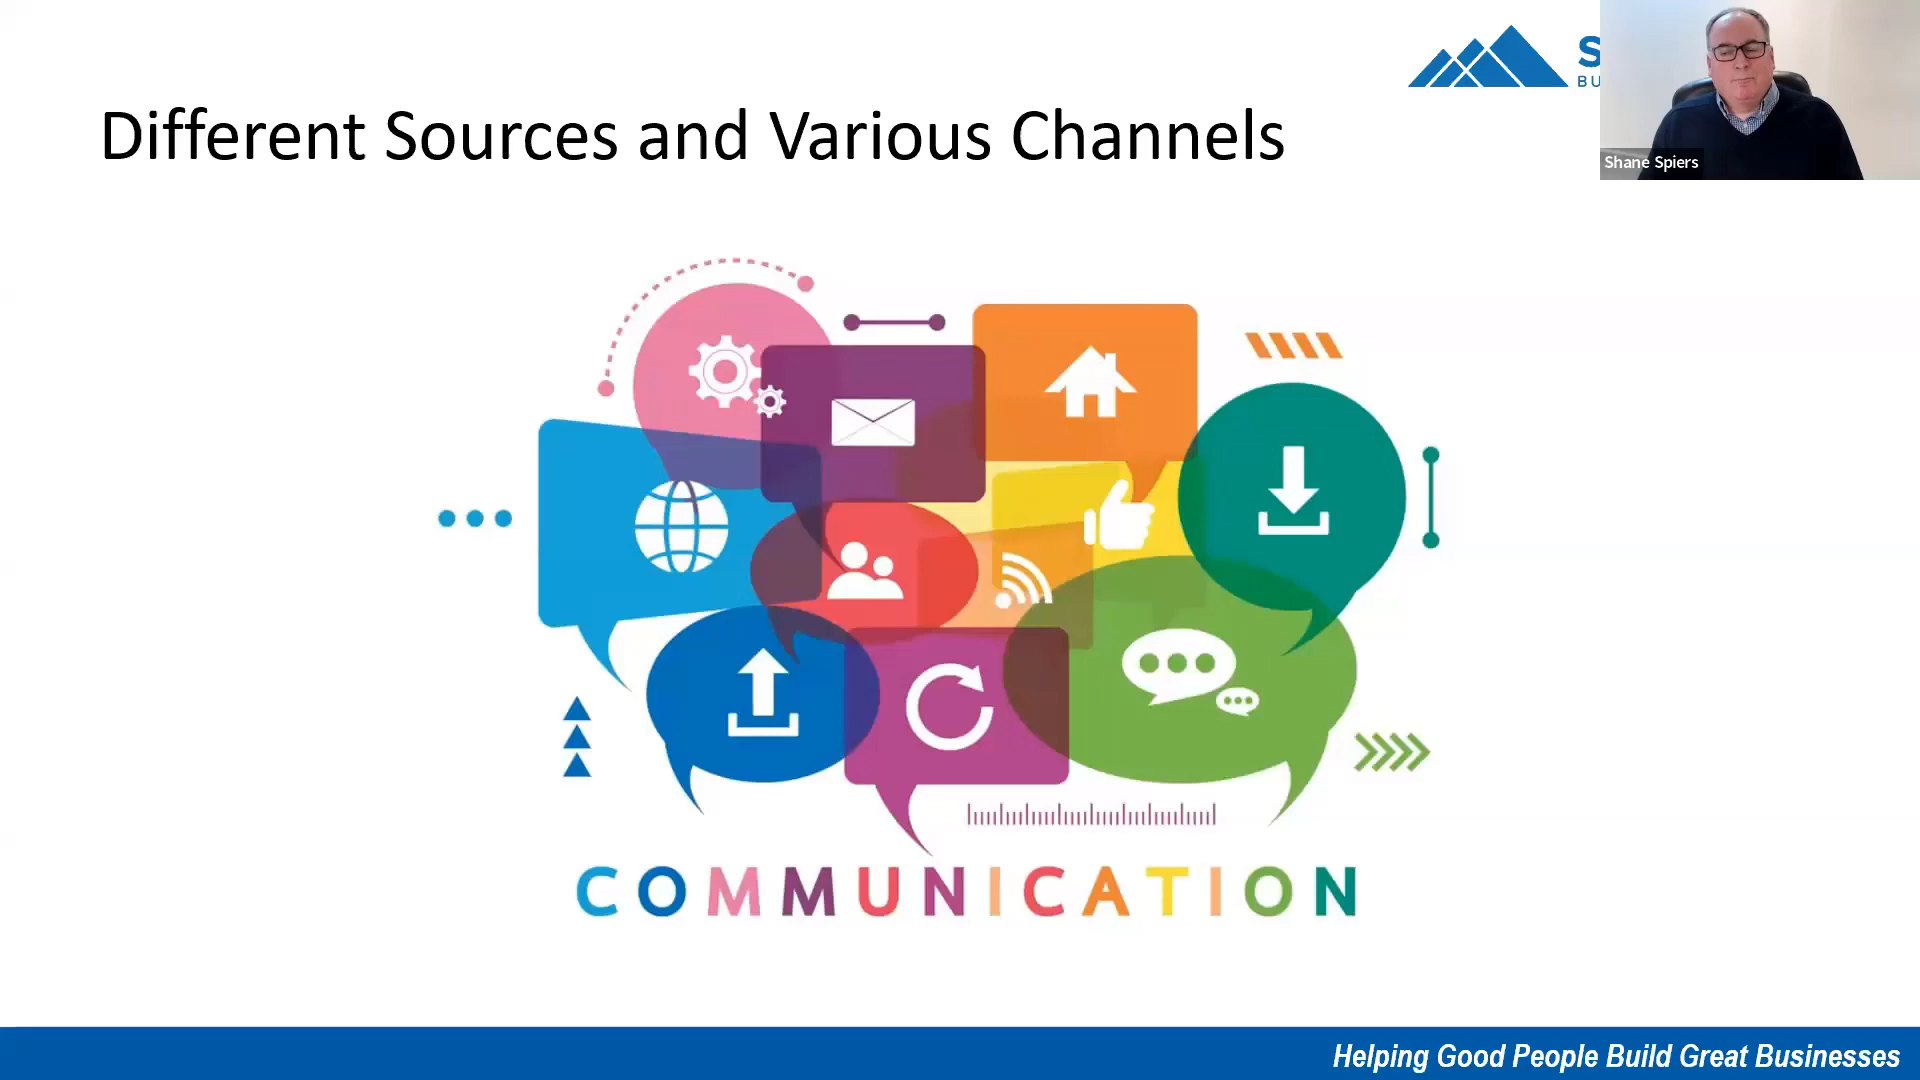 Different Sources and Various Channels
Shane Spiers
COMMUNICATION
Helping Good People Build Great Businesses